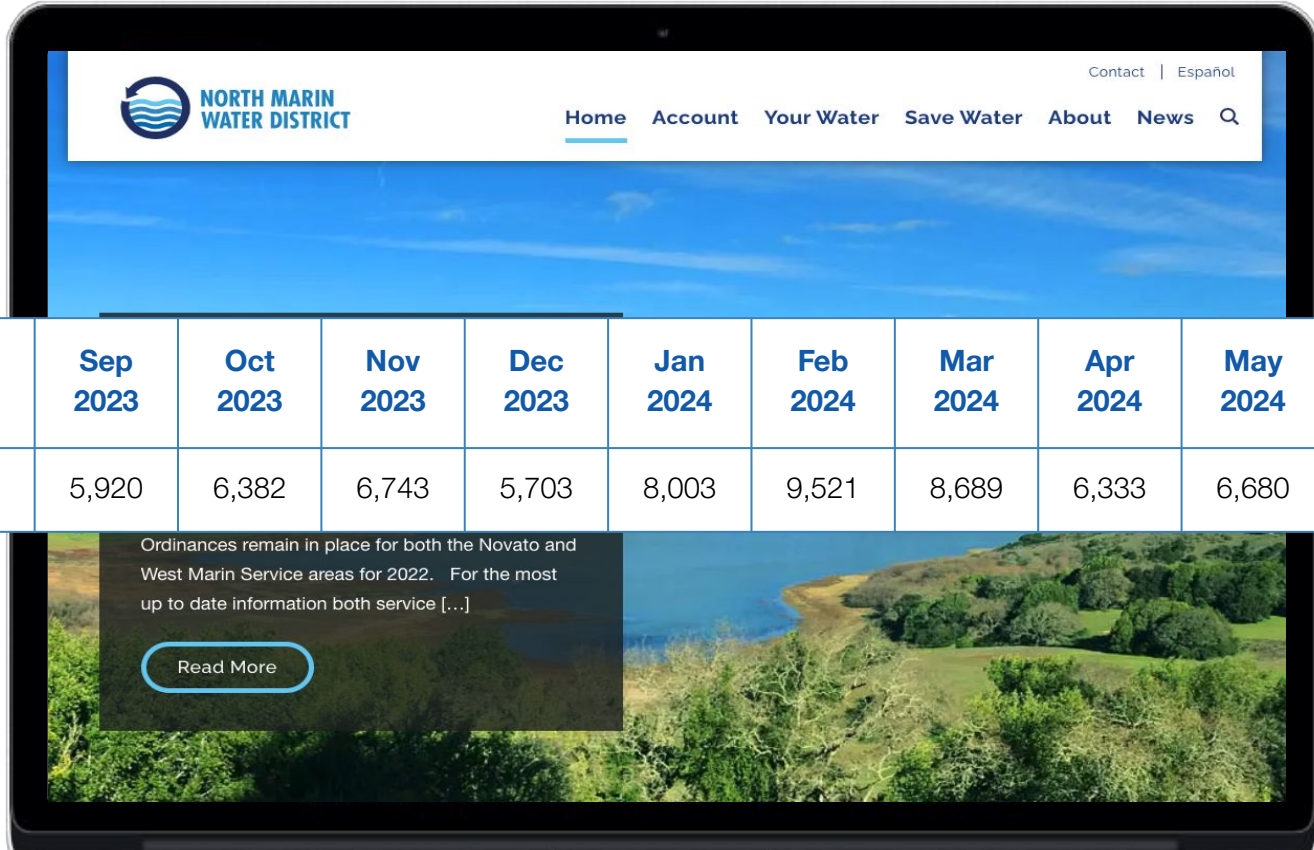 Contact | Español
NORTH MARIN
WATER DISTRICT
Home Account Your Water Save Water About News
Sep 2023 Oct 2023 Nov 2023 Dec 2023 Jan 2024 Feb 2024 Mar 2024 Apr 2024 May 2024
5,920 6,382 6,743 5,703 8,003 9,521 8,689 6,333 6,680
Ordinances remain in place for both the Novato and
West Marin Service areas for 2022. For the most
up to date information both service [...]
Read More